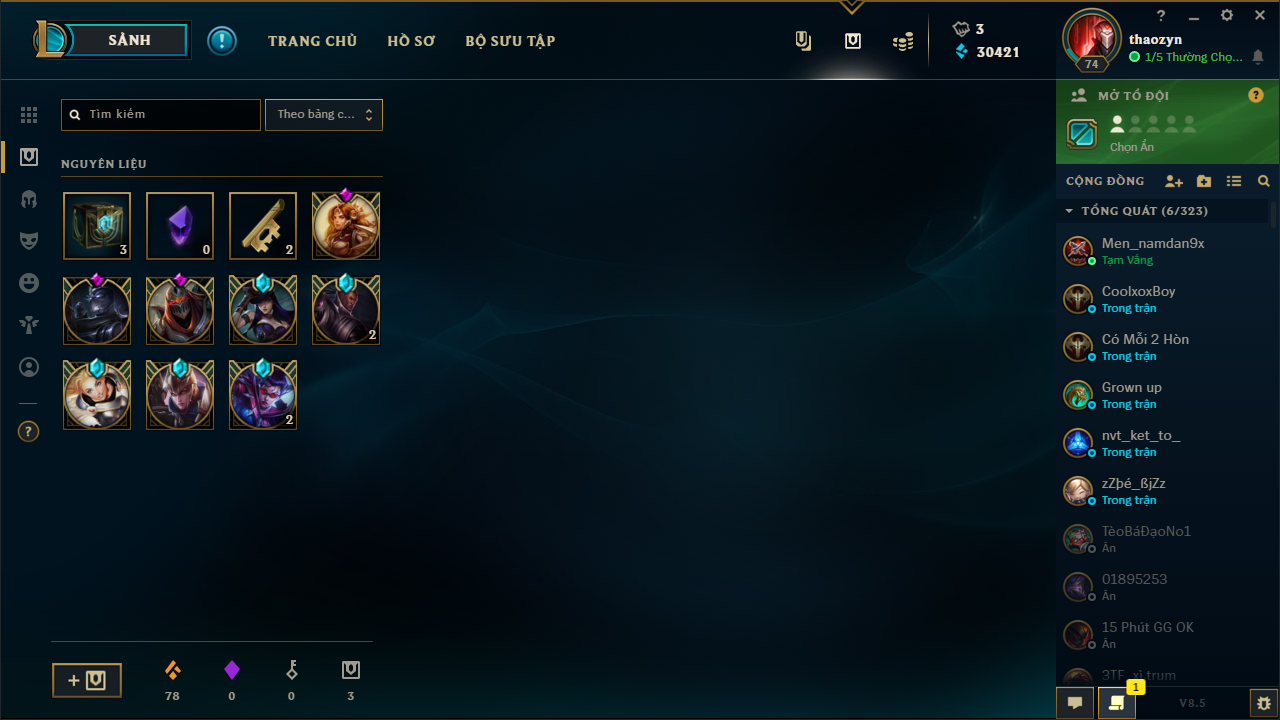 SẢNH
TRANG CHỦ
HỒ SƠ
BỘ SƯU TẬP
3
30421
74
thaozyn
1/5 Thường Chọ...
Tìm kiếm
Theo bảng c...
NGUYÊN LIỆU
3
0
2
2
2
78
0
0
3
MỞ TỔ ĐỘI
Chọn Ẩn
CỘNG ĐỒNG
TỔNG QUÁT (6/323)
Men_namdan9x
Tạm Vắng
CoolxoxBoy
Trong trận
Có Mỗi 2 Hòn
Trong trận
Grown up
Trong trận
nvt_ket_to_
Trong trận
zZþé_ßjZz
Trong trận
TèoBáĐạoNo1
Ẩn
01895253
Ẩn
15 Phút GG OK
Ẩn
3TF_xì trum
1
V8.5